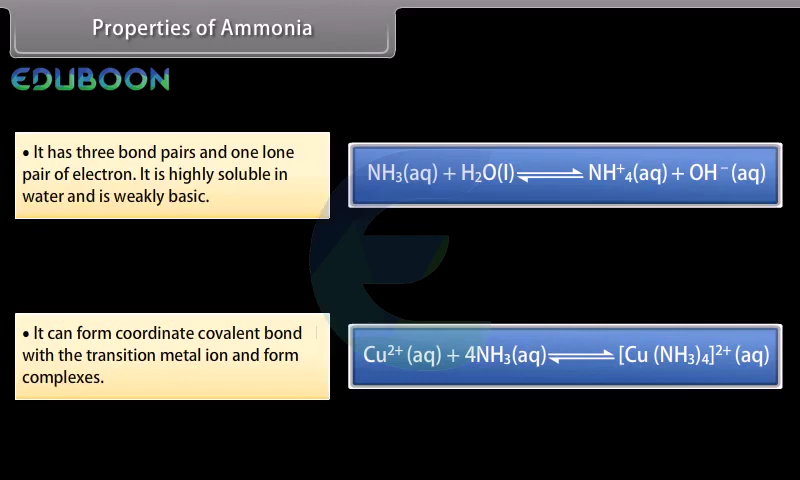 Properties of Ammonia
EDUBOON
• It has three bond pairs and one lone
pair of electron. It is highly soluble in
water and is weakly basic.
NH₃(aq) + H₂O(l) ⇌ NH⁺₄(aq) + OH⁻(aq)
• It can form coordinate covalent bond
with the transition metal ion and form
complexes.
Cu²⁺(aq) + 4NH₃(aq) ⇌ [Cu (NH₃)₄]²⁺(aq)